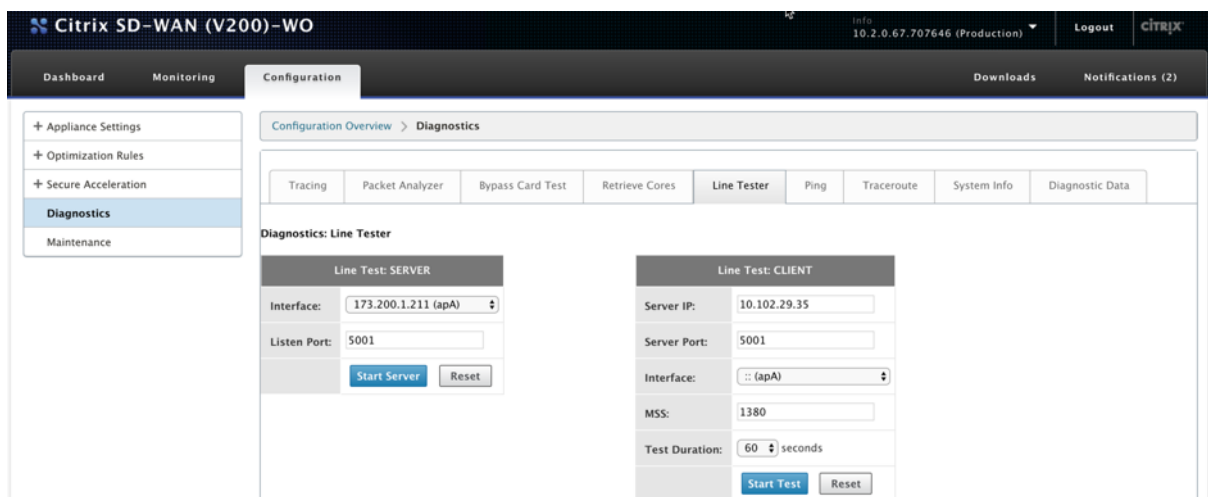 Citrix SD-WAN (V200)-WO
Info
10.2.0.67.707646 (Production)
Logout
CİTRIX
Dashboard
Monitoring
Configuration
Downloads
Notifications (2)
+ Appliance Settings
+ Optimization Rules
+ Secure Acceleration
Diagnostics
Maintenance
Configuration Overview > Diagnostics
Tracing
Packet Analyzer
Bypass Card Test
Retrieve Cores
Line Tester
Ping
Traceroute
System Info
Diagnostic Data
Diagnostics: Line Tester
Line Test: SERVER
Interface: 173.200.1.211 (apA)
Listen Port: 5001
Start Server Reset
Line Test: CLIENT
Server IP: 10.102.29.35
Server Port: 5001
Interface: :: (apA)
MSS: 1380
Test Duration: 60 seconds
Start Test Reset